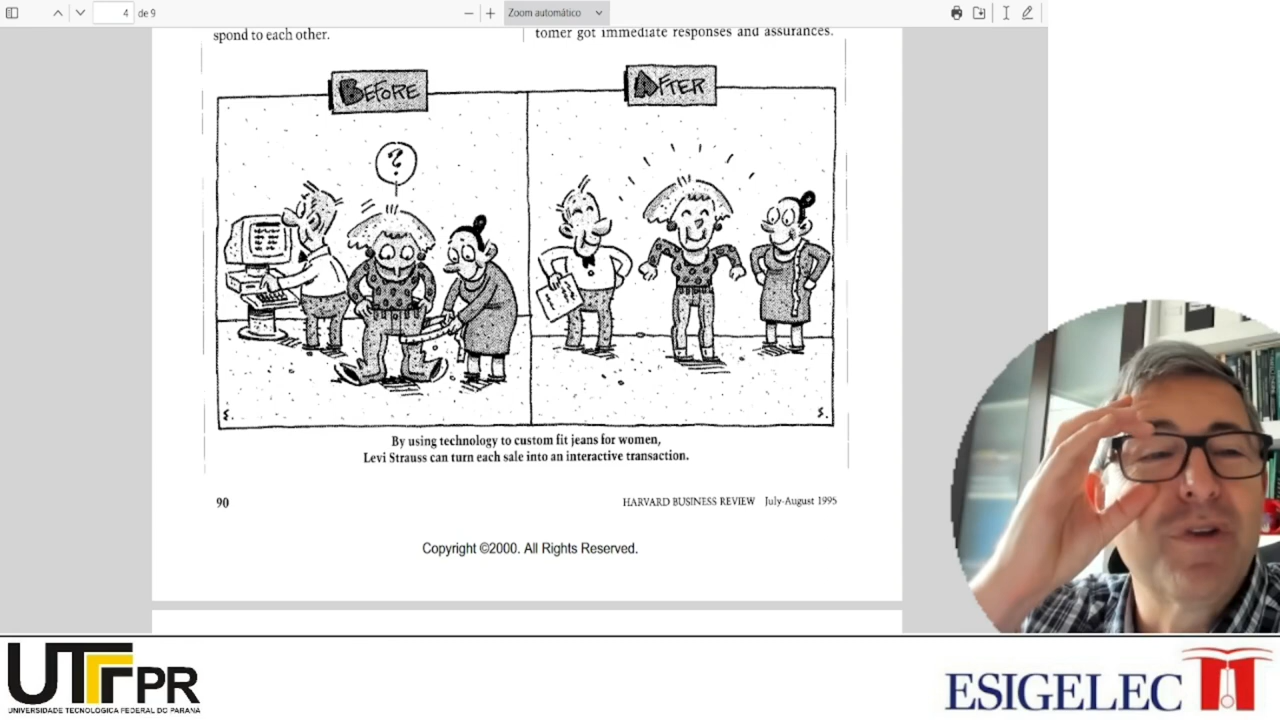 4
de 9
Zoom automático
spond to each other.
tomer got immediate responses and assurances.
BEFORE
AFTER
?
S.
S.
By using technology to custom fit jeans for women,
Levi Strauss can turn each sale into an interactive transaction.
90
HARVARD BUSINESS REVIEW July-August 1995
Copyright ©2000. All Rights Reserved.
UTFPR
UNIVERSIDADE TECNOLÓGICA FEDERAL DO PARANÁ
ESIGELEC